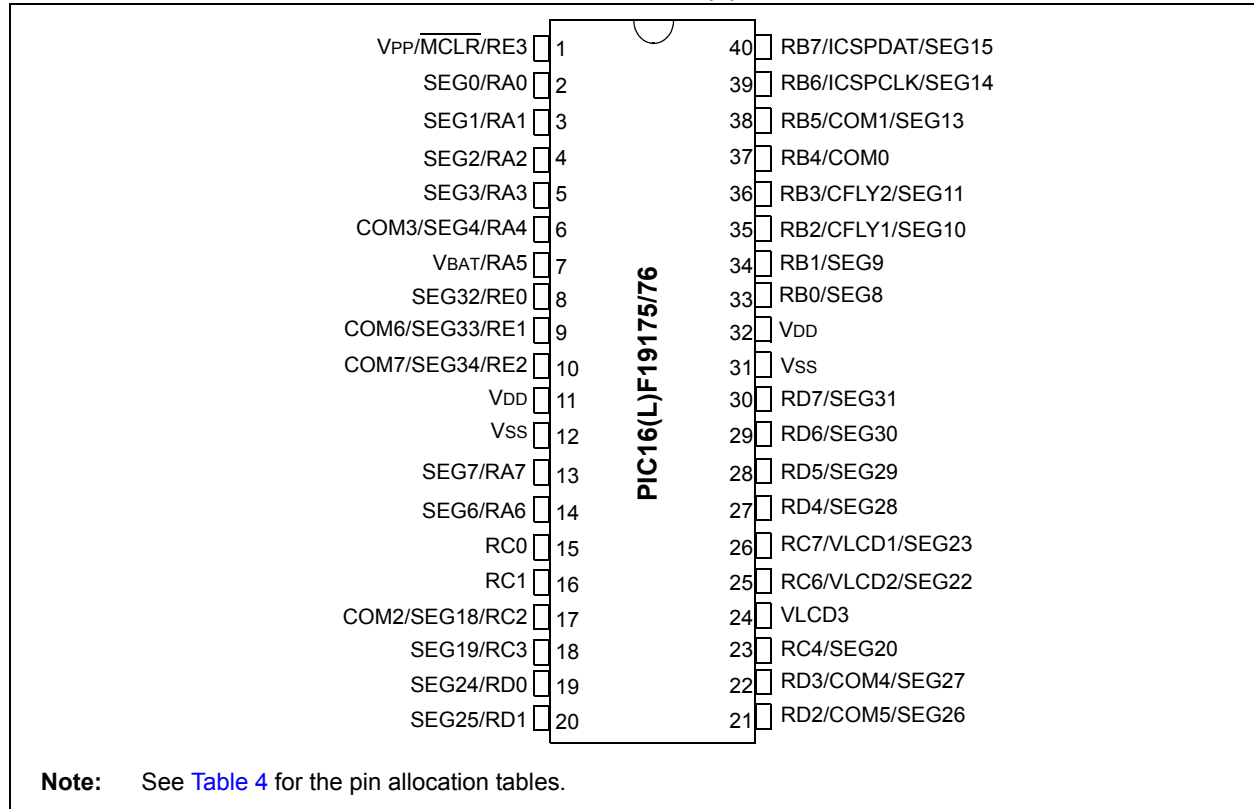 VPP/MCLR/RE3 1
SEG0/RA0 2
SEG1/RA1 3
SEG2/RA2 4
SEG3/RA3 5
COM3/SEG4/RA4 6
VBAT/RA5 7
SEG32/RE0 8
COM6/SEG33/RE1 9
COM7/SEG34/RE2 10
VDD 11
VSS 12
SEG7/RA7 13
SEG6/RA6 14
RC0 15
RC1 16
COM2/SEG18/RC2 17
SEG19/RC3 18
SEG24/RD0 19
SEG25/RD1 20
PIC16(L)F19175/76
40 RB7/ICSPDAT/SEG15
39 RB6/ICSPCLK/SEG14
38 RB5/COM1/SEG13
37 RB4/COM0
36 RB3/CFLY2/SEG11
35 RB2/CFLY1/SEG10
34 RB1/SEG9
33 RB0/SEG8
32 VDD
31 VSS
30 RD7/SEG31
29 RD6/SEG30
28 RD5/SEG29
27 RD4/SEG28
26 RC7/VLCD1/SEG23
25 RC6/VLCD2/SEG22
24 VLCD3
23 RC4/SEG20
22 RD3/COM4/SEG27
21 RD2/COM5/SEG26
Note: See Table 4 for the pin allocation tables.